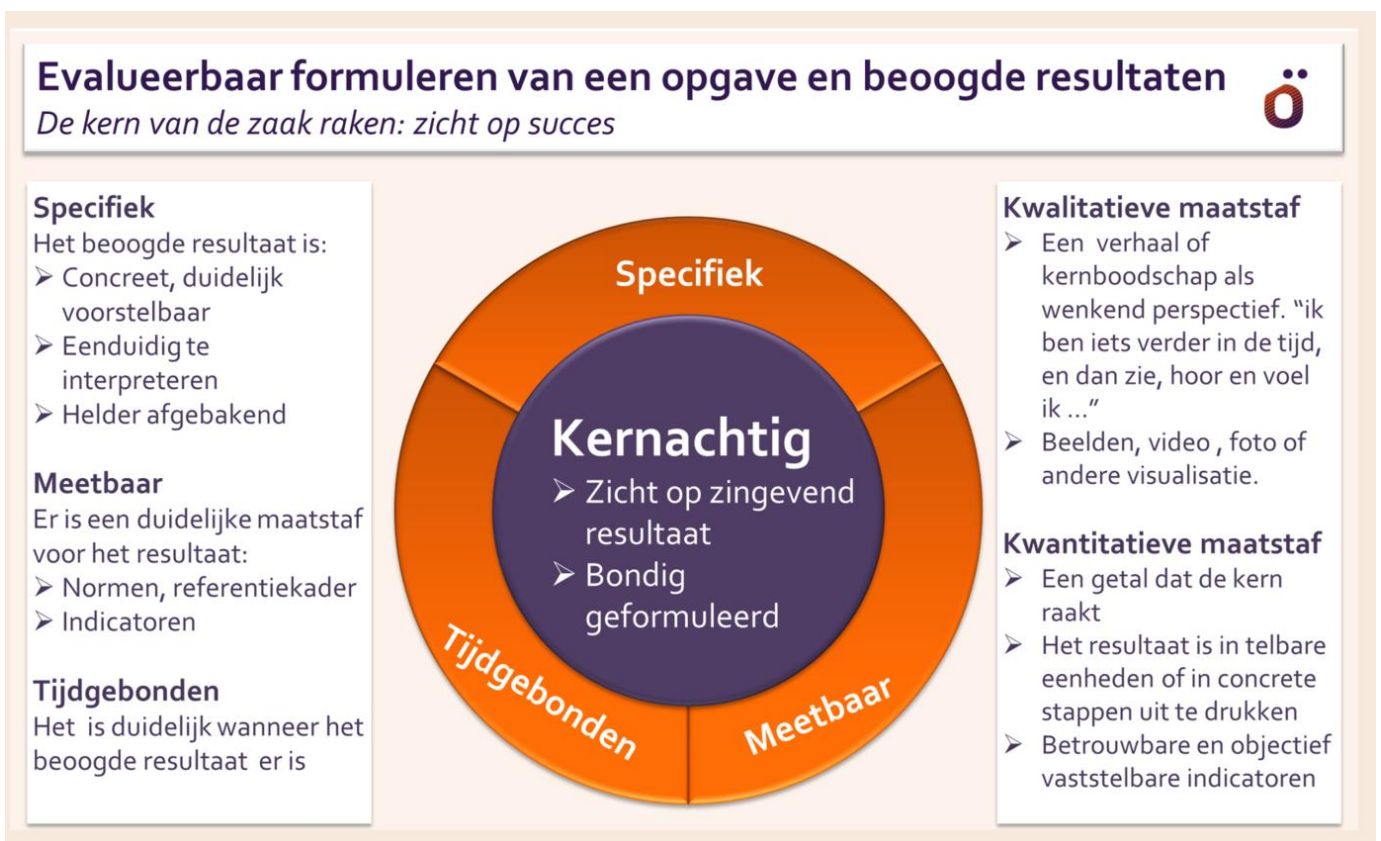 Evalueerbaar formuleren van een opgave en beoogde resultaten
De kern van de zaak raken: zicht op succes
ö
Specifiek
Het beoogde resultaat is:
➢ Concreet, duidelijk
voorstelbaar
➢ Eenduidig te
interpreteren
➢ Helder afgebakend
Meetbaar
Er is een duidelijke maatstaf
voor het resultaat:
➢ Normen, referentiekader
➢ Indicatoren
Tijdgebonden
Het is duidelijk wanneer het
beoogde resultaat er is
Specifiek
Kernachtig
➢ Zicht op zingevend
resultaat
➢ Bondig
geformuleerd
Tijdgebonden
Meetbaar
Kwalitatieve maatstaf
➢ Een verhaal of
kernboodschap als
wenkend perspectief. “ik
ben iets verder in de tijd,
en dan zie, hoor en voel
ik ...”
➢ Beelden, video , foto of
andere visualisatie.
Kwantitatieve maatstaf
➢ Een getal dat de kern
raakt
➢ Het resultaat is in telbare
eenheden of in concrete
stappen uit te drukken
➢ Betrouwbare en objectief
vaststelbare indicatoren